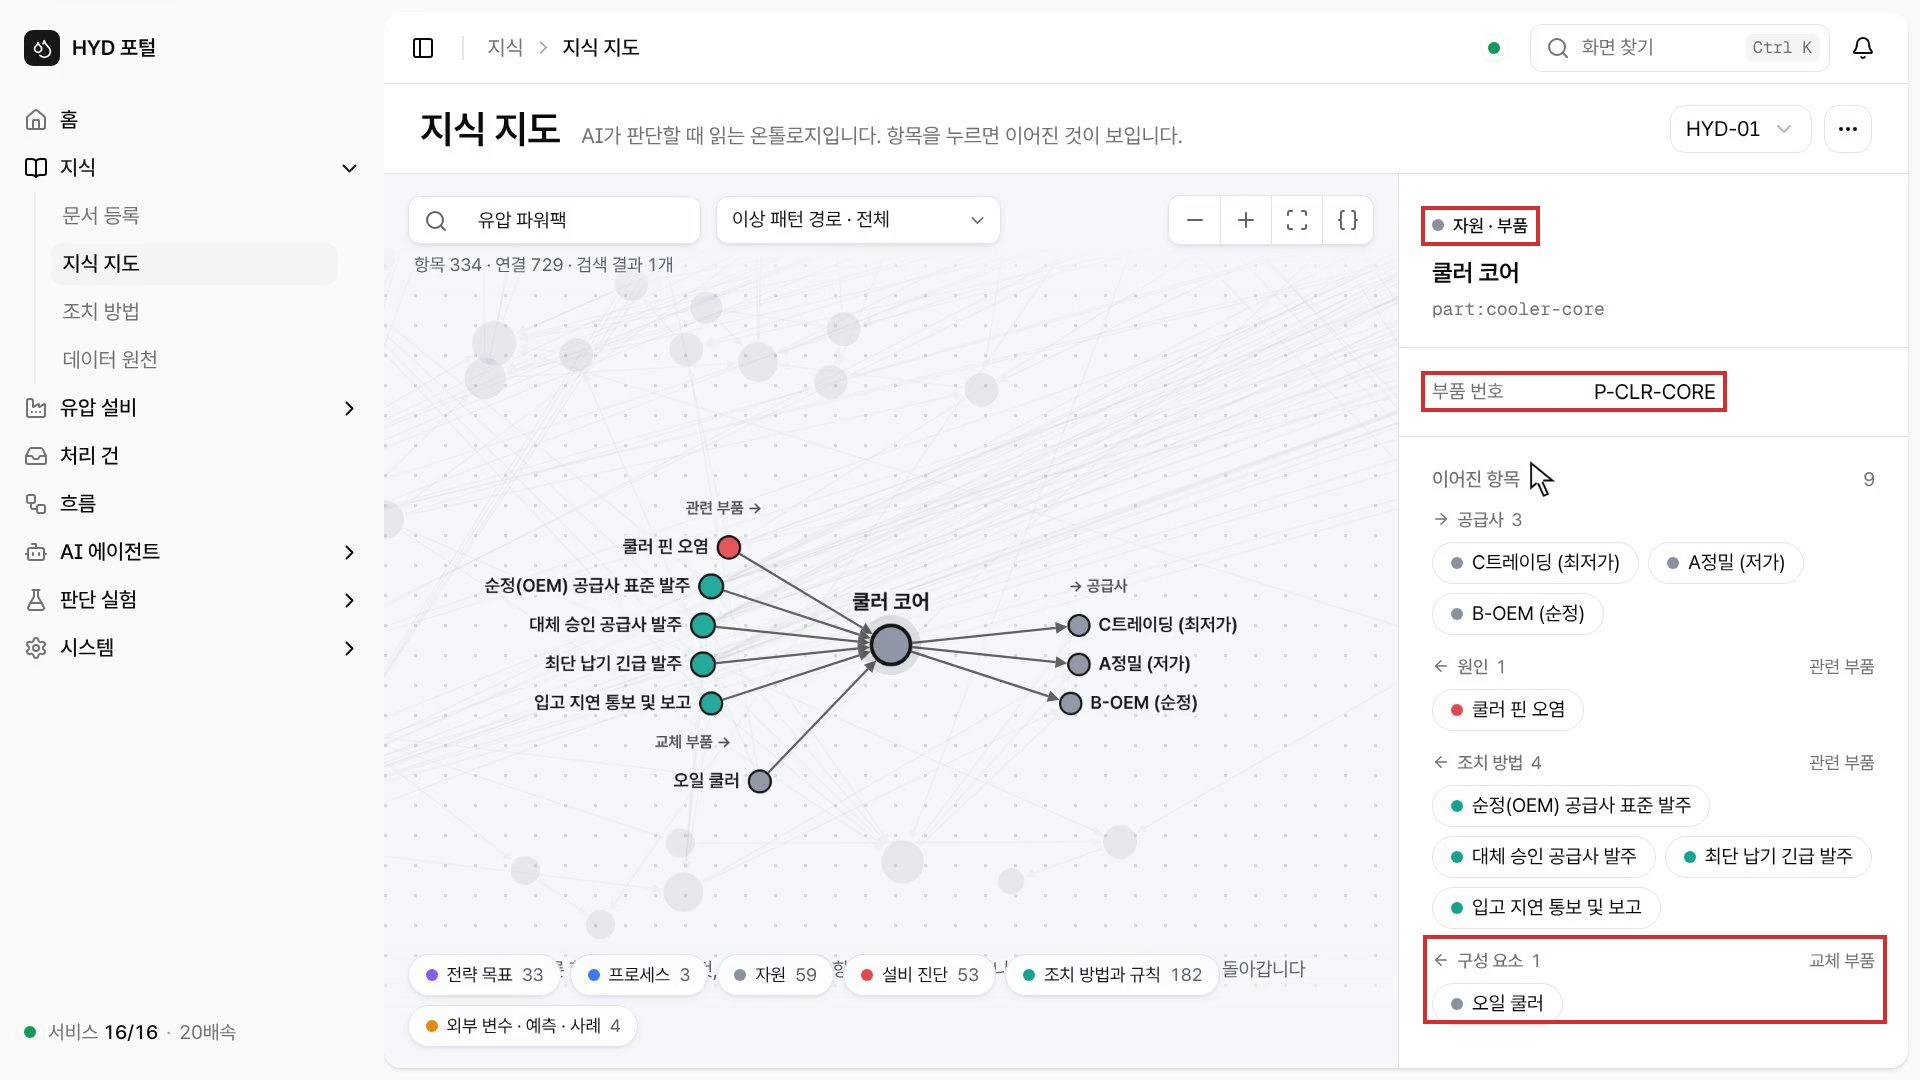 HYD 포털
홈
지식
문서 등록
지식 지도
조치 방법
데이터 원천
유압 설비
처리 건
흐름
AI 에이전트
판단 실험
시스템
서비스 16/16 · 20배속
지식 > 지식 지도
화면 찾기 Ctrl K
지식 지도 AI가 판단할 때 읽는 온톨로지입니다. 항목을 누르면 이어진 것이 보입니다.
HYD-01
유압 파워팩
이상 패턴 경로 · 전체
항목 334 · 연결 729 · 검색 결과 1개
관련 부품 →
쿨러 핀 오염
순정(OEM) 공급사 표준 발주
대체 승인 공급사 발주
최단 납기 긴급 발주
입고 지연 통보 및 보고
교체 부품 →
오일 쿨러
쿨러 코어
→ 공급사
C트레이딩 (최저가)
A정밀 (저가)
B-OEM (순정)
돌아갑니다
전략 목표 33
프로세스 3
자원 59
설비 진단 53
조치 방법과 규칙 182
외부 변수 · 예측 · 사례 4
자원 · 부품
쿨러 코어
part:cooler-core
부품 번호 P-CLR-CORE
이어진 항목 9
→ 공급사 3
C트레이딩 (최저가) A정밀 (저가)
B-OEM (순정)
← 원인 1 관련 부품
쿨러 핀 오염
← 조치 방법 4 관련 부품
순정(OEM) 공급사 표준 발주
대체 승인 공급사 발주 최단 납기 긴급 발주
입고 지연 통보 및 보고
← 구성 요소 1 교체 부품
오일 쿨러